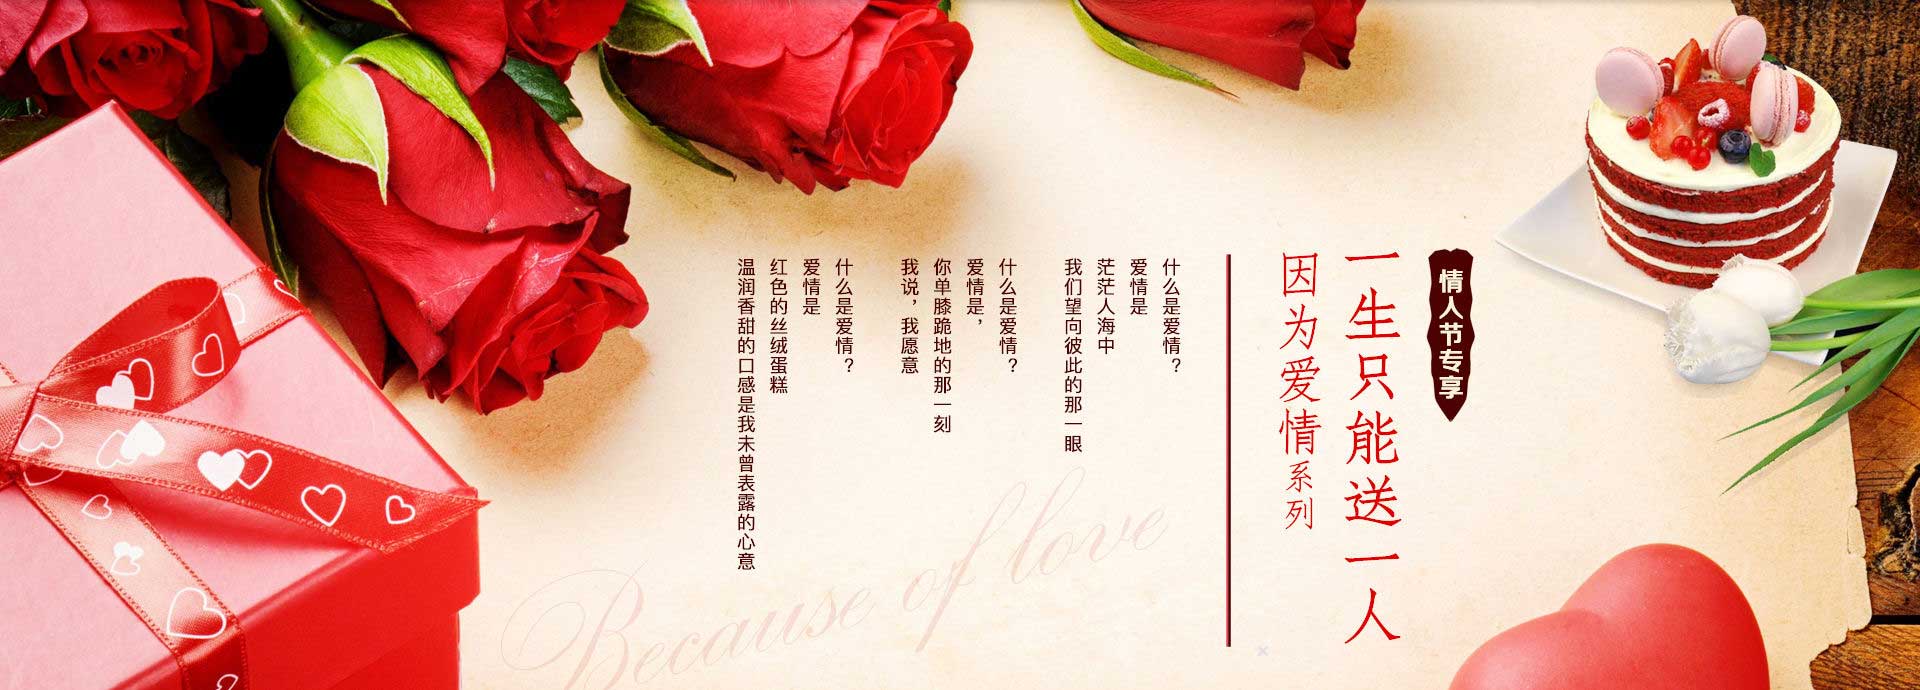 情人节专享
一生只能送一人
因为爱情系列
什么是爱情？
爱情是
茫茫人海中
我们望向彼此的那一眼
什么是爱情？
爱情是，
你单膝跪地的那一刻
我说，我愿意
什么是爱情？
爱情是
红色的丝绒蛋糕
温润香甜的口感是我未曾表露的心意
Because of love